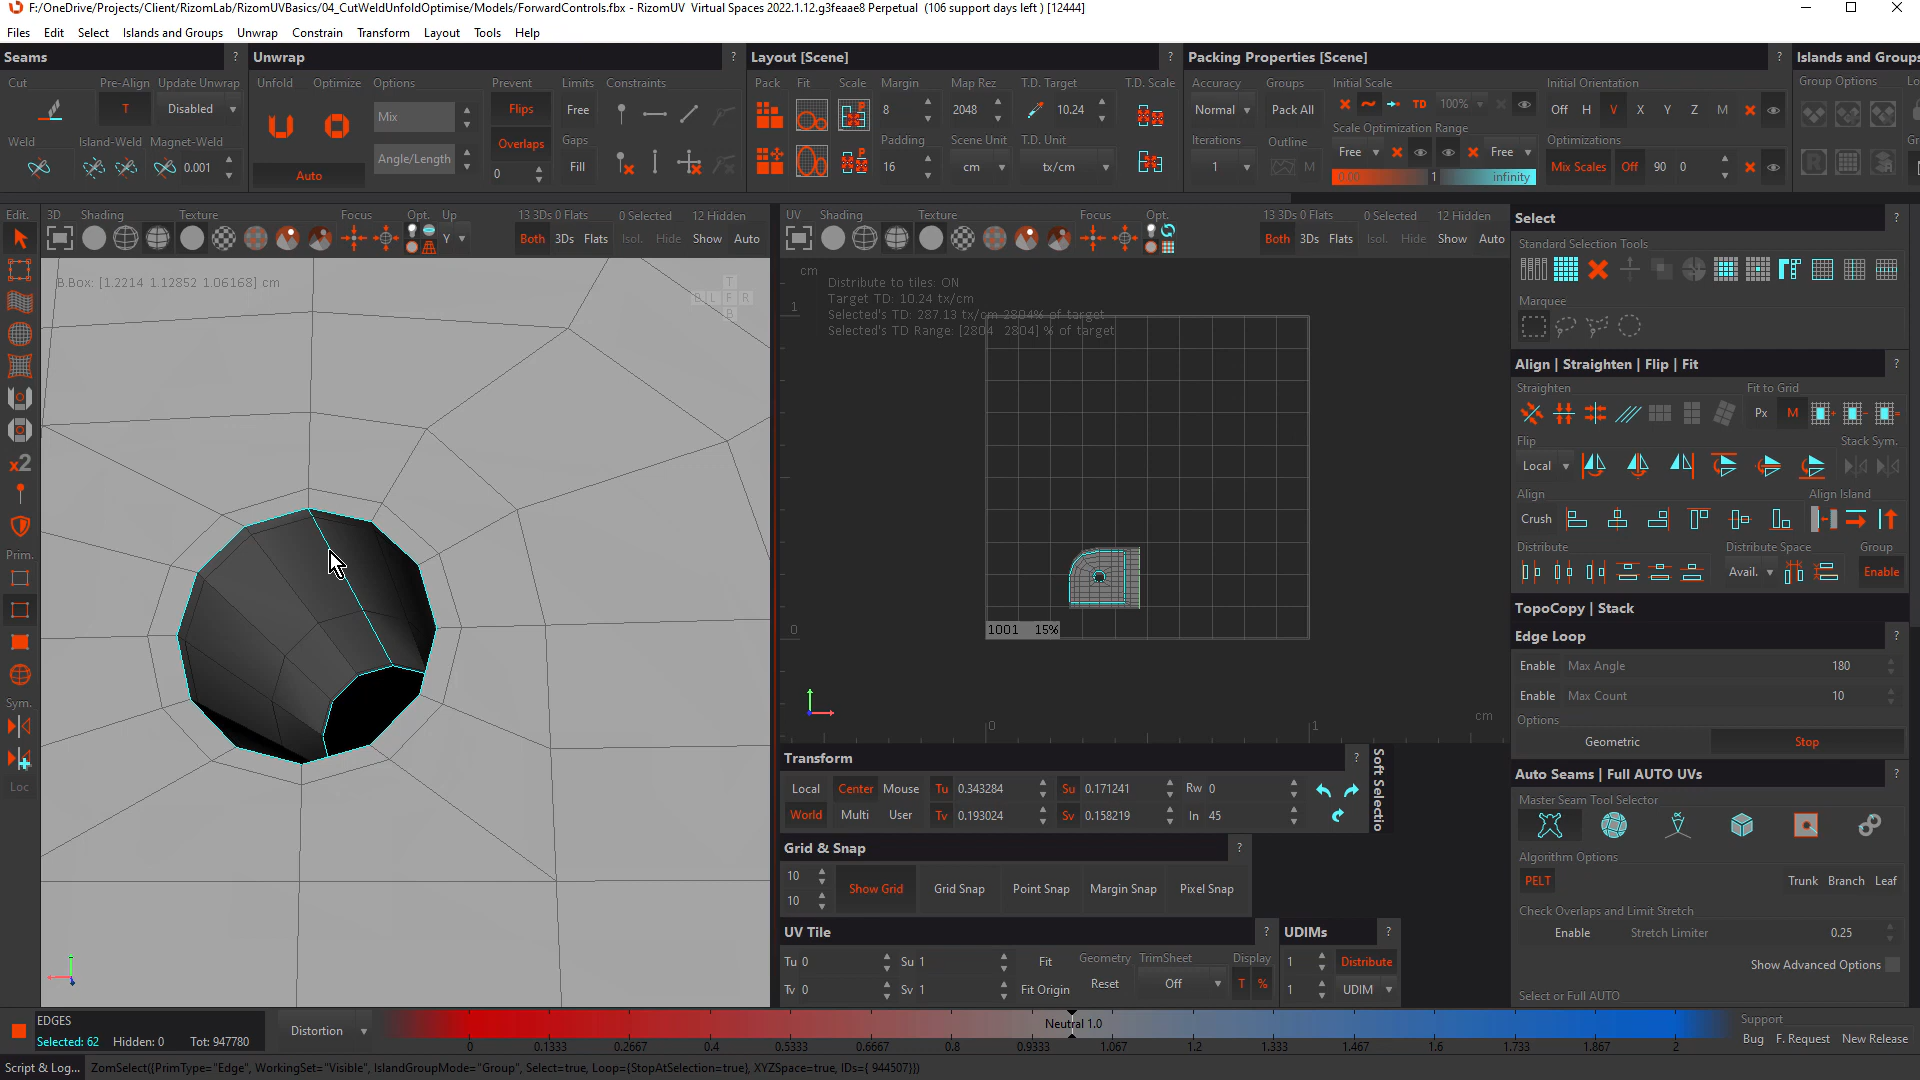 F:/OneDrive/Projects/Client/RizomLab/RizomUVBasics/04_CutWeldUnfoldOptimise/Models/ForwardControls.fbx - RizomUV Virtual Spaces 2022.1.12.g3feaae8 Perpetual (106 support days left ) [12444]
Files Edit Select Islands and Groups Unwrap Constrain Transform Layout Tools Help
Seams ? Unwrap ? Layout [Scene] ? Packing Properties [Scene] ? Islands and Groups
Cut Pre-Align Update Unwrap Unfold Optimize Options Prevent Limits Constraints Pack Fit Scale Margin Map Rez T.D. Target T.D. Scale Accuracy Groups Initial Scale Initial Orientation Group Options
T Disabled Mix Flips Free 8 2048 10.24 Normal Pack All TD 100% Off H V X Y Z M
Weld Island-Weld Magnet-Weld Overlaps Gaps Padding Scene Unit T.D. Unit Iterations Outline Scale Optimization Range Optimizations
0.001 Angle/Length Fill 16 cm tx/cm 1 M Free Free Mix Scales Off 90 0
Auto 0 0.00 1 infinity
Edit. 3D Shading Texture Focus Opt. Up 13 3Ds 0 Flats 0 Selected 12 Hidden
Y Both 3Ds Flats Isol. Hide Show Auto
UV Shading Texture Focus Opt. 13 3Ds 0 Flats 0 Selected 12 Hidden
Both 3Ds Flats Isol. Hide Show Auto
B.Box: [1.2214 1.12852 1.06168] cm
T
B L F R
B
x2
Prim.
Sym.
Loc
cm
Distribute to tiles: ON
Target TD: 10.24 tx/cm
Selected's TD: 287.13 tx/cm 2804% of target
Selected's TD Range: [2804 2804] % of target
1
0
1001 15%
0 1 cm
Select ?
Standard Selection Tools
Marquee
Align | Straighten | Flip | Fit ?
Straighten Fit to Grid
Px M
Flip Stack Sym.
Local
Align Align Island
Crush
Distribute Distribute Space Group
Avail. Enable
TopoCopy | Stack
Edge Loop ?
Enable Max Angle 180
Enable Max Count 10
Options
Geometric Stop
Auto Seams | Full AUTO UVs ?
Master Seam Tool Selector
Algorithm Options
PELT Trunk Branch Leaf
Check Overlaps and Limit Stretch
Enable Stretch Limiter 0.25
Show Advanced Options
Select or Full AUTO
Transform ? Soft Selectio
Local Center Mouse Tu 0.343284 Su 0.171241 Rw 0
World Multi User Tv 0.193024 Sv 0.158219 In 45
Grid & Snap ?
10
10 Show Grid Grid Snap Point Snap Margin Snap Pixel Snap
UV Tile ? UDIMs ?
Tu 0 Su 1 Fit Geometry TrimSheet Display 1 Distribute
Tv 0 Sv 1 Fit Origin Reset Off T % 1 UDIM
EDGES
Selected: 62 Hidden: 0 Tot: 947780
Distortion
Neutral 1.0
0 0.1333 0.2667 0.4 0.5333 0.6667 0.8 0.9333 1.067 1.2 1.333 1.467 1.6 1.733 1.867 2
Support
Bug F. Request New Release
Script & Log... ZomSelect({PrimType="Edge", WorkingSet="Visible", IslandGroupMode="Group", Select=true, Loop={StopAtSelection=true}, XYZSpace=true, IDs={ 944507}})